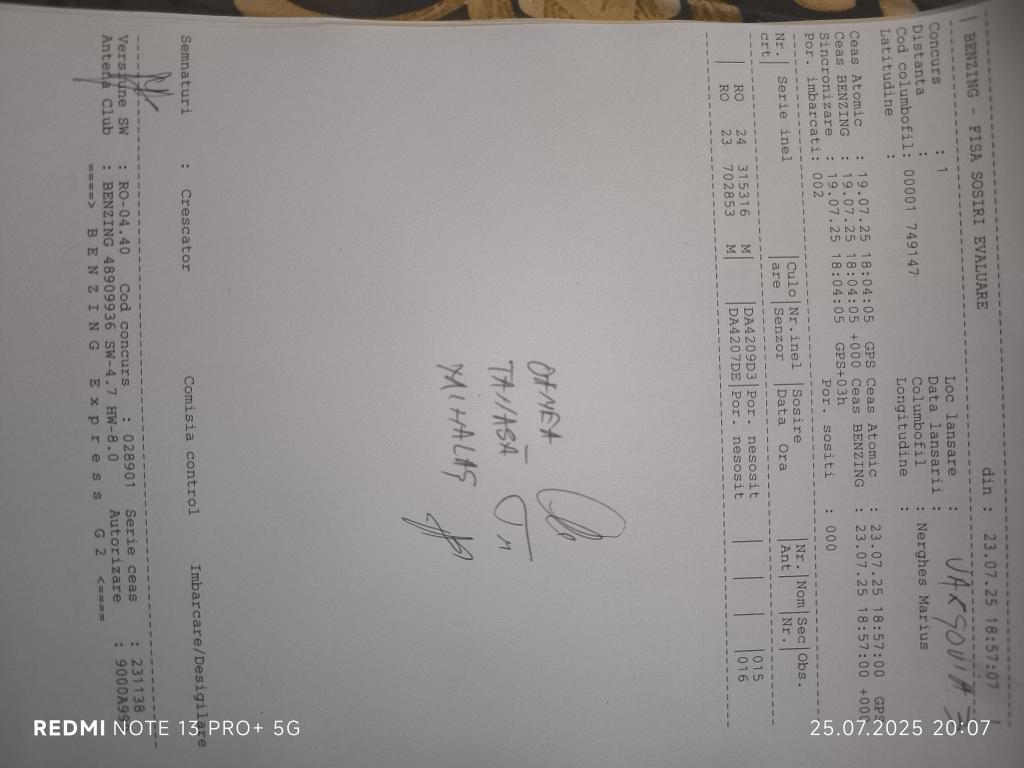 BENZING - FISA SOSIRI EVALUARE din : 23.07.25 18:57:07
Concurs : 1 Loc lansare :
Distanta : Data lansarii :
Cod columbofil: 00001 749147 Columbofil : Nerghes Marius
Latitudine : Longitudine :
Ceas Atomic : 19.07.25 18:04:05 GPS Ceas Atomic : 23.07.25 18:57:00 GPS
Ceas BENZING : 19.07.25 18:04:05 +000 Ceas BENZING : 23.07.25 18:57:00 +000
Sincronizare : 19.07.25 18:04:05 GPS+03h
Por. imbarcati: 002 Por. sositi : 000
Nr.| Serie inel |Culo|Nr.inel |Sosire |Nr. |Nom|Sec|Obs.
crt| |are |Senzor |Data Ora |Ant |Nr.|
| RO 24 315316 M| |DA4209D3|Por. nesosit | | | |015
| RO 23 702853 M| |DA4207DE|Por. nesosit | | | |016
OTNEA
TANASĂ
MIHALAȘ
Semnaturi : Crescator Comisia control Imbarcare/Desigilare
Versiune SW : RO-04.40 Cod concurs : 028901 Serie ceas : 231138
Antena Club : BENZING 48909936 SW-4.7 HW-8.0 Autorizare : 9000A99
====> B E N Z I N G E x p r e s s G 2 <====
REDMI NOTE 13 PRO+ 5G
25.07.2025 20:07